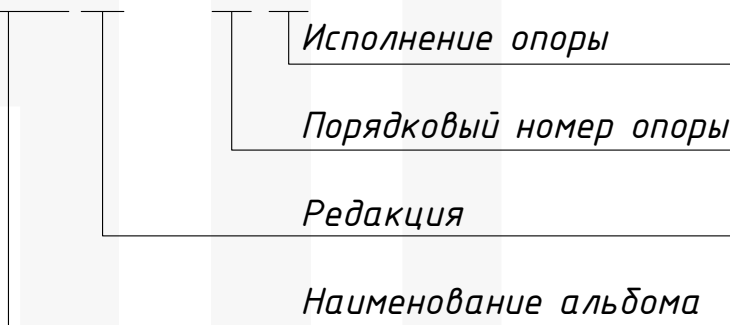 Исполнение опоры
Порядковый номер опоры
Редакция
Наименование альбома